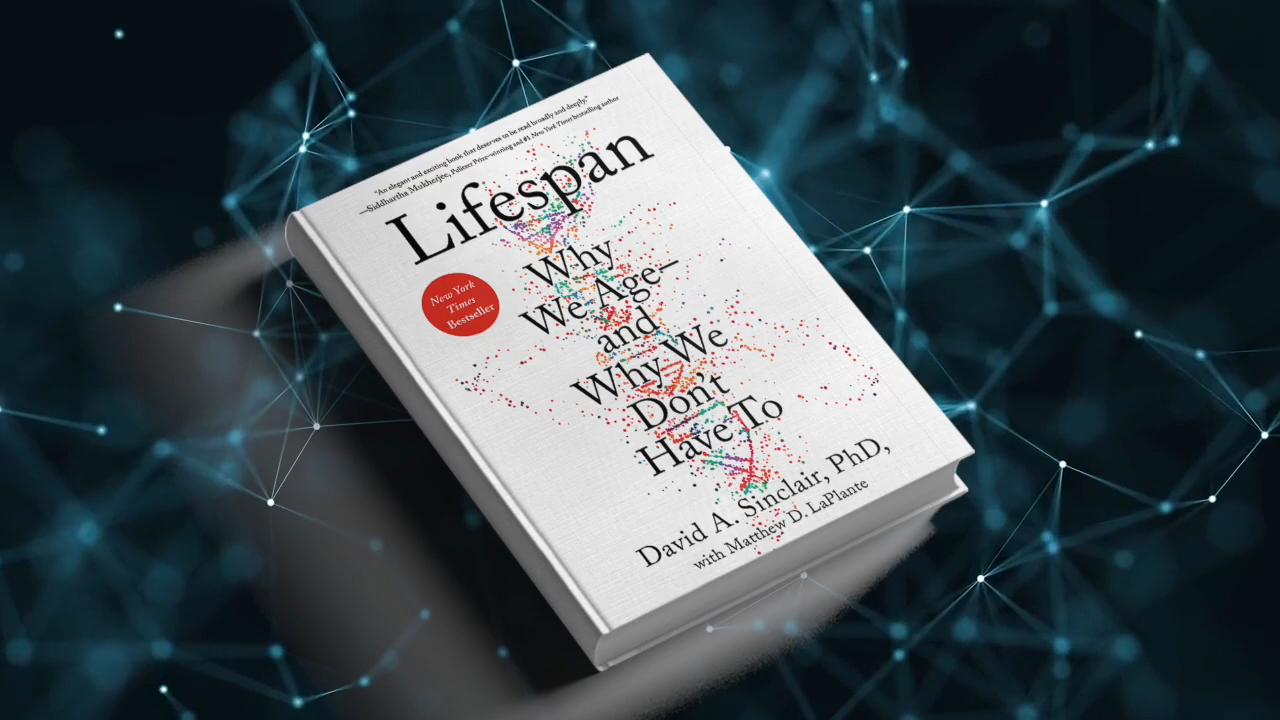 "An elegant and exciting book that deserves to be read broadly and deeply."
—Siddhartha Mukherjee, Pulitzer Prize–winning and #1 New York Times bestselling author
Lifespan
New York
Times
Bestseller
Why
We Age—
and
Why We
Don't
Have To
David A. Sinclair, PhD,
with Matthew D. LaPlante